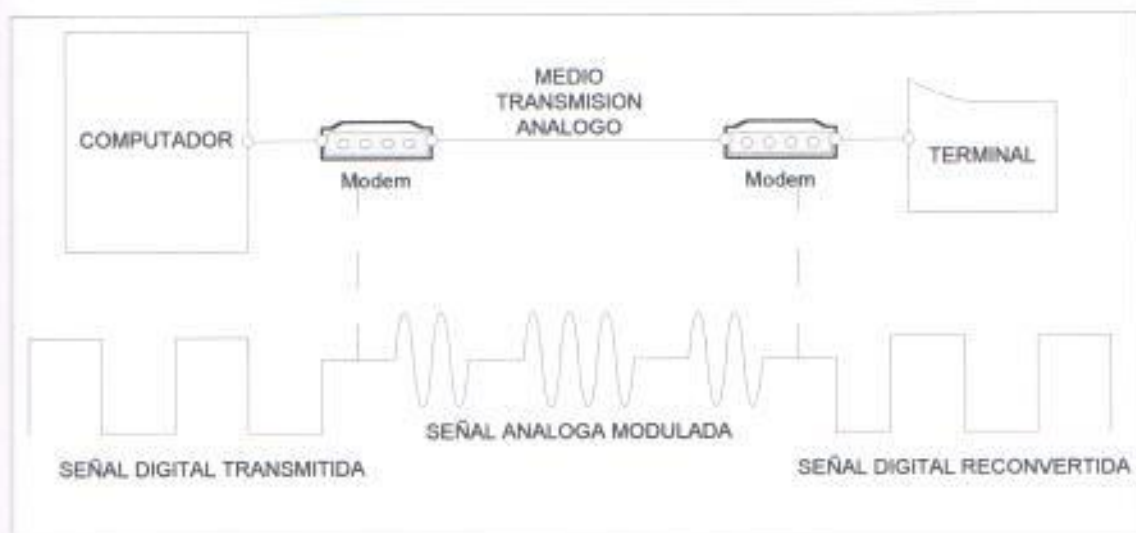 MEDIO
TRANSMISION
ANALOGO
COMPUTADOR
TERMINAL
Modem
Modem
SEÑAL ANALOGA MODULADA
SEÑAL DIGITAL TRANSMITIDA
SEÑAL DIGITAL RECONVERTIDA